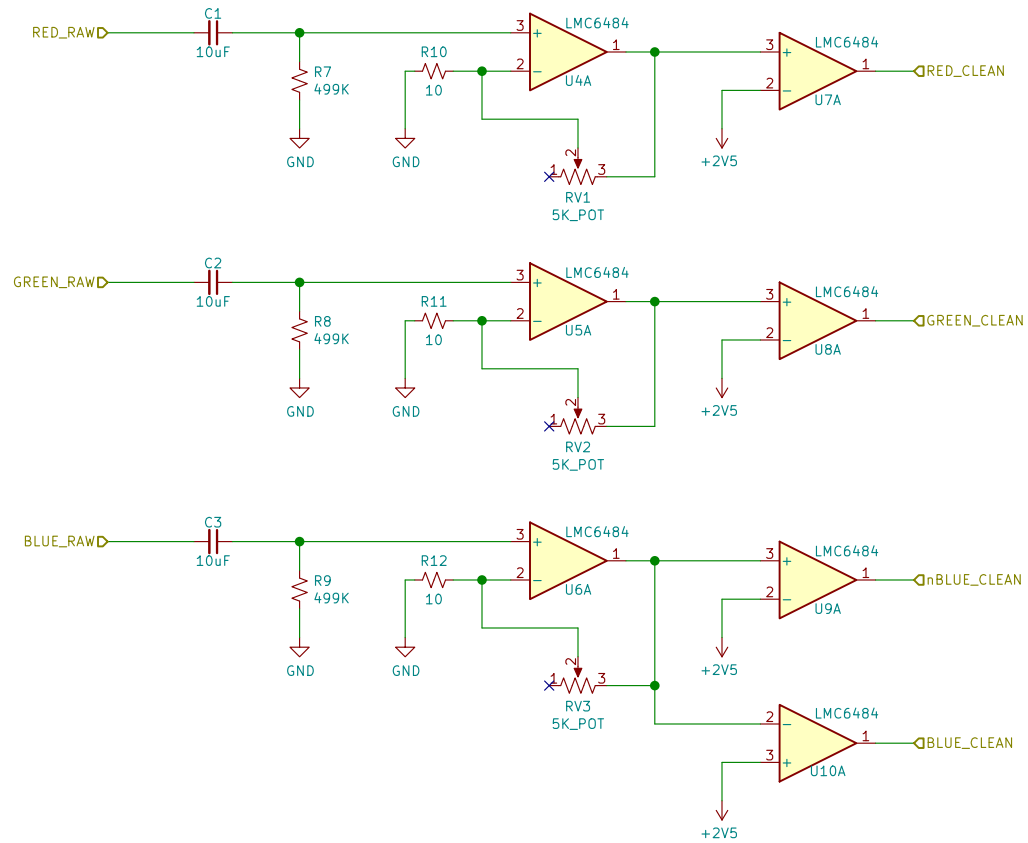 C1
RED_RAW
10uF
R7
499K
GND
R10
10
GND
3
+
2
−
1
LMC6484
U4A
1
2
3
RV1
5K_POT
3
+
2
−
1
LMC6484
U7A
+2V5
RED_CLEAN
C2
GREEN_RAW
10uF
R8
499K
GND
R11
10
GND
3
+
2
−
1
LMC6484
U5A
1
2
3
RV2
5K_POT
3
+
2
−
1
LMC6484
U8A
+2V5
GREEN_CLEAN
C3
BLUE_RAW
10uF
R9
499K
GND
R12
10
GND
3
+
2
−
1
LMC6484
U6A
1
2
3
RV3
5K_POT
3
+
2
−
1
LMC6484
U9A
+2V5
nBLUE_CLEAN
2
−
3
+
1
LMC6484
U10A
+2V5
BLUE_CLEAN